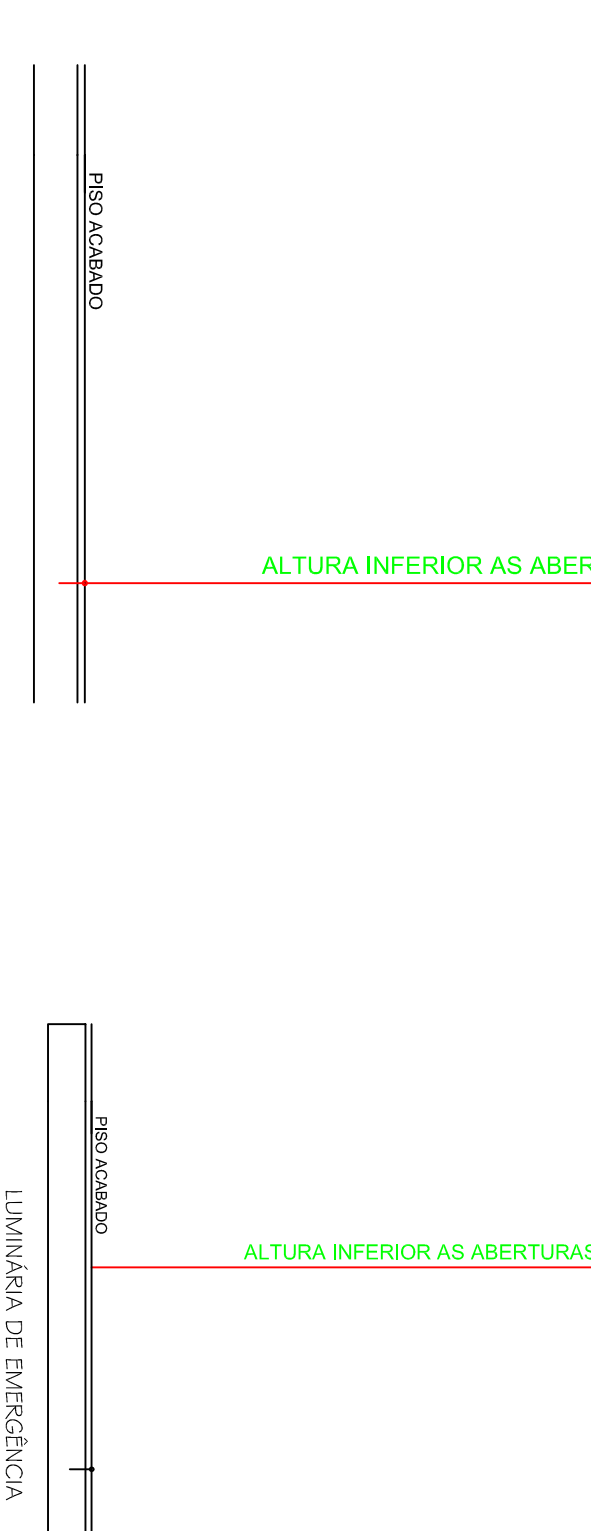 PISO ACABADO
ALTURA INFERIOR AS ABER
PISO ACABADO
ALTURA INFERIOR AS ABERTURAS
LUMINÁRIA DE EMERGÊNCIA